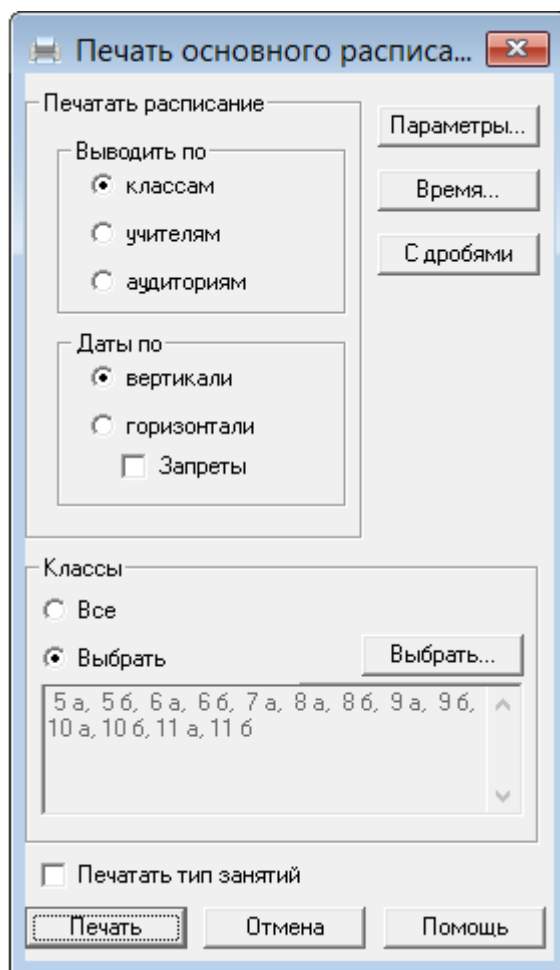 Печать основного расписа...
Печатать расписание
Выводить по
классам
учителям
аудиториям
Даты по
вертикали
горизонтали
Запреты
Параметры...
Время...
С дробями
Классы
Все
Выбрать
Выбрать...
5 а, 5 б, 6 а, 6 б, 7 а, 8 а, 8 б, 9 а, 9 б,
10 а, 10 б, 11 а, 11 б
Печатать тип занятий
Печать
Отмена
Помощь